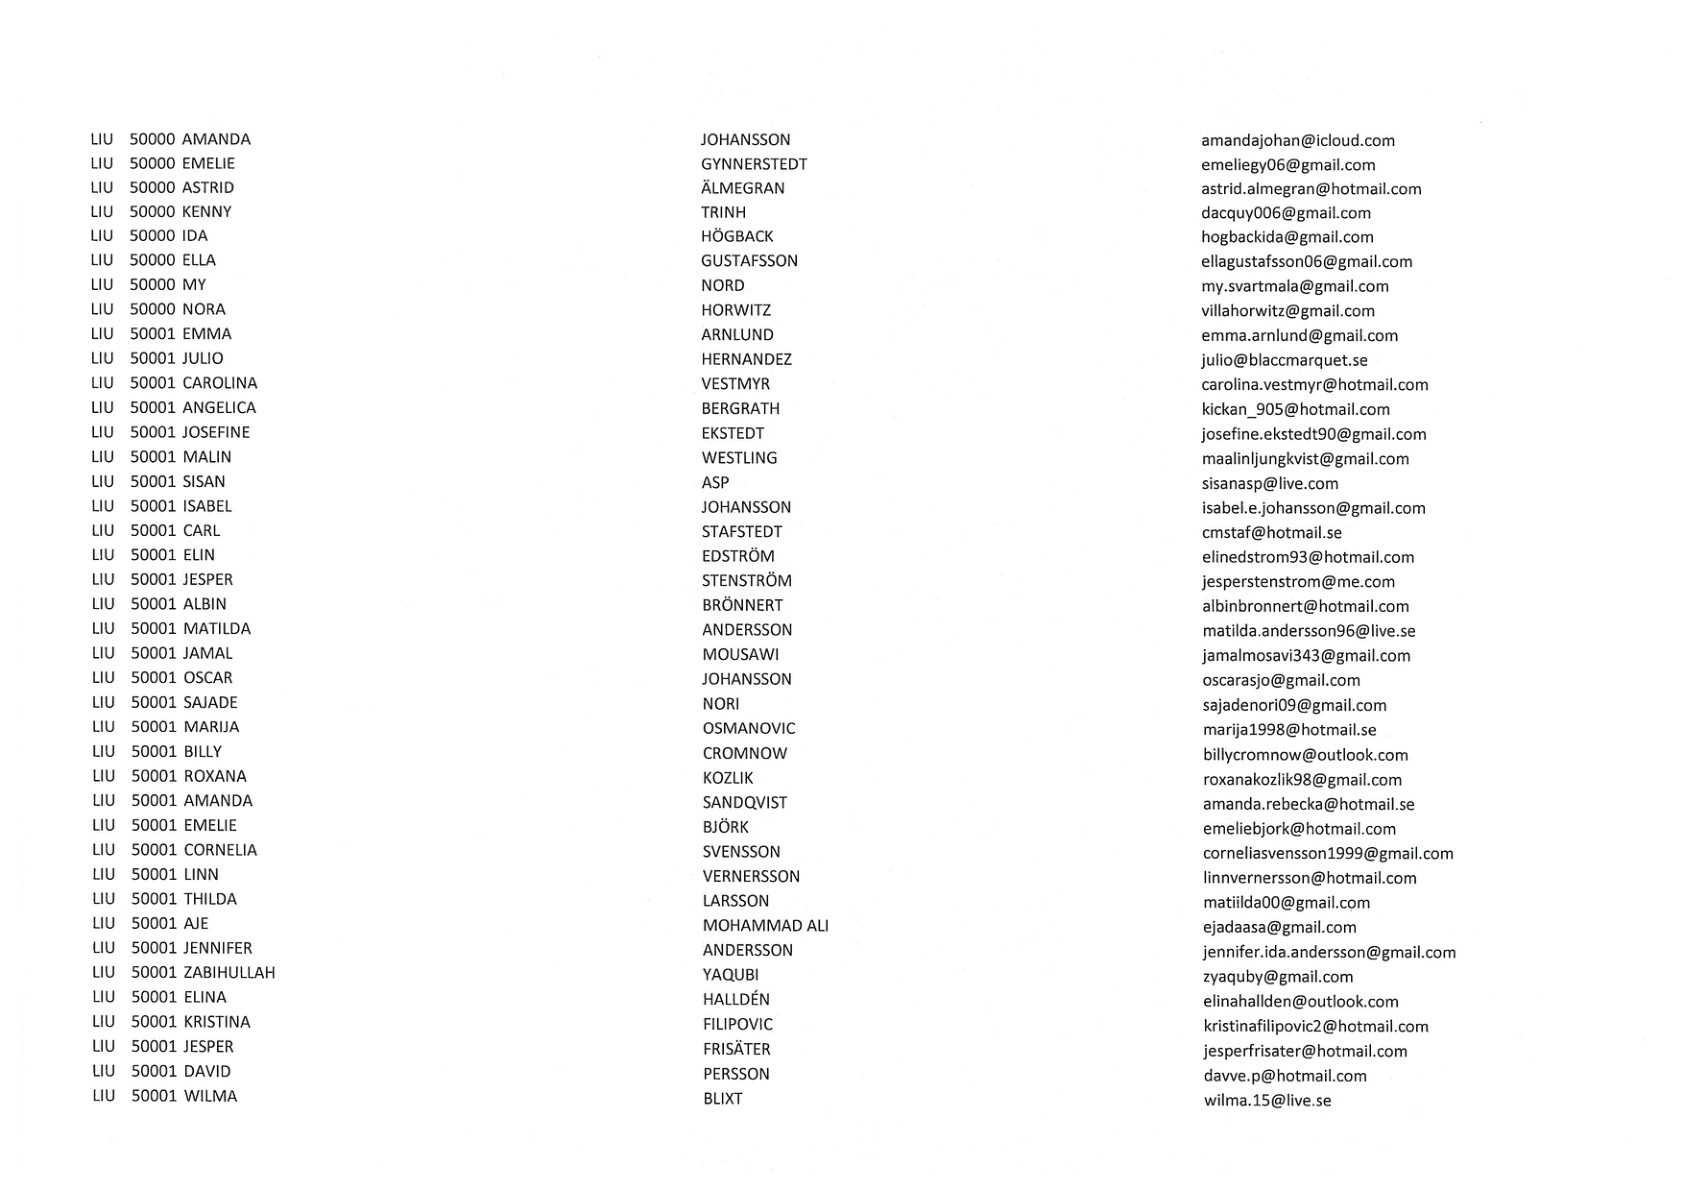 LIU 50000 AMANDA JOHANSSON amandajohan@icloud.com
LIU 50000 EMELIE GYNNERSTEDT emeliegy06@gmail.com
LIU 50000 ASTRID ÄLMEGRAN astrid.almegran@hotmail.com
LIU 50000 KENNY TRINH dacquy006@gmail.com
LIU 50000 IDA HÖGBACK hogbackida@gmail.com
LIU 50000 ELLA GUSTAFSSON ellagustafsson06@gmail.com
LIU 50000 MY NORD my.svartmala@gmail.com
LIU 50000 NORA HORWITZ villahorwitz@gmail.com
LIU 50001 EMMA ARNLUND emma.arnlund@gmail.com
LIU 50001 JULIO HERNANDEZ julio@blaccmarquet.se
LIU 50001 CAROLINA VESTMYR carolina.vestmyr@hotmail.com
LIU 50001 ANGELICA BERGRATH kickan_905@hotmail.com
LIU 50001 JOSEFINE EKSTEDT josefine.ekstedt90@gmail.com
LIU 50001 MALIN WESTLING maalinljungkvist@gmail.com
LIU 50001 SISAN ASP sisanasp@live.com
LIU 50001 ISABEL JOHANSSON isabel.e.johansson@gmail.com
LIU 50001 CARL STAFSTEDT cmstaf@hotmail.se
LIU 50001 ELIN EDSTRÖM elinedstrom93@hotmail.com
LIU 50001 JESPER STENSTRÖM jesperstenstrom@me.com
LIU 50001 ALBIN BRÖNNERT albinbronnert@hotmail.com
LIU 50001 MATILDA ANDERSSON matilda.andersson96@live.se
LIU 50001 JAMAL MOUSAWI jamalmosavi343@gmail.com
LIU 50001 OSCAR JOHANSSON oscarasjo@gmail.com
LIU 50001 SAJADE NORI sajadenori09@gmail.com
LIU 50001 MARIJA OSMANOVIC marija1998@hotmail.se
LIU 50001 BILLY CROMNOW billycromnow@outlook.com
LIU 50001 ROXANA KOZLIK roxanakozlik98@gmail.com
LIU 50001 AMANDA SANDQVIST amanda.rebecka@hotmail.se
LIU 50001 EMELIE BJÖRK emeliebjork@hotmail.com
LIU 50001 CORNELIA SVENSSON corneliasvensson1999@gmail.com
LIU 50001 LINN VERNERSSON linnvernersson@hotmail.com
LIU 50001 THILDA LARSSON matiilda00@gmail.com
LIU 50001 AJE MOHAMMAD ALI ejadaasa@gmail.com
LIU 50001 JENNIFER ANDERSSON jennifer.ida.andersson@gmail.com
LIU 50001 ZABIHULLAH YAQUBI zyaquby@gmail.com
LIU 50001 ELINA HALLDÉN elinahallden@outlook.com
LIU 50001 KRISTINA FILIPOVIC kristinafilipovic2@hotmail.com
LIU 50001 JESPER FRISÄTER jesperfrisater@hotmail.com
LIU 50001 DAVID PERSSON davve.p@hotmail.com
LIU 50001 WILMA BLIXT wilma.15@live.se